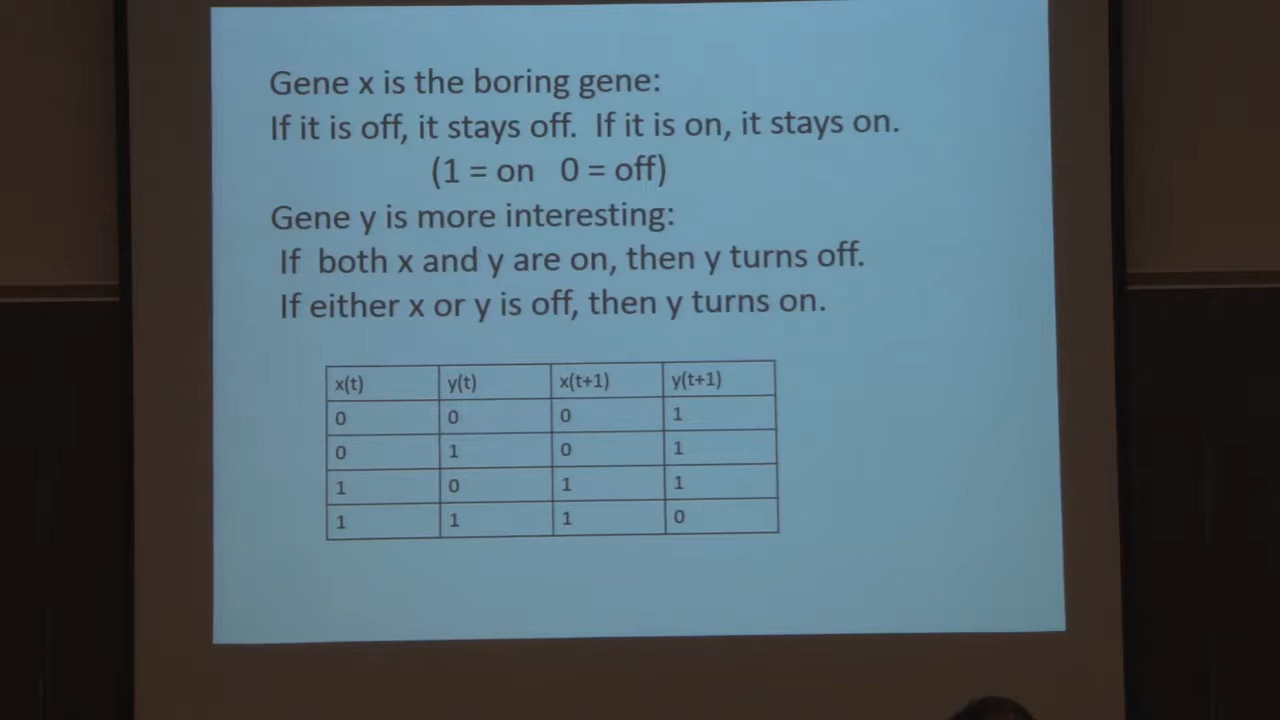 Gene x is the boring gene:
If it is off, it stays off. If it is on, it stays on.
(1 = on 0 = off)
Gene y is more interesting:
If both x and y are on, then y turns off.
If either x or y is off, then y turns on.
x(t) y(t) x(t+1) y(t+1)
0 0 0 1
0 1 0 1
1 0 1 1
1 1 1 0